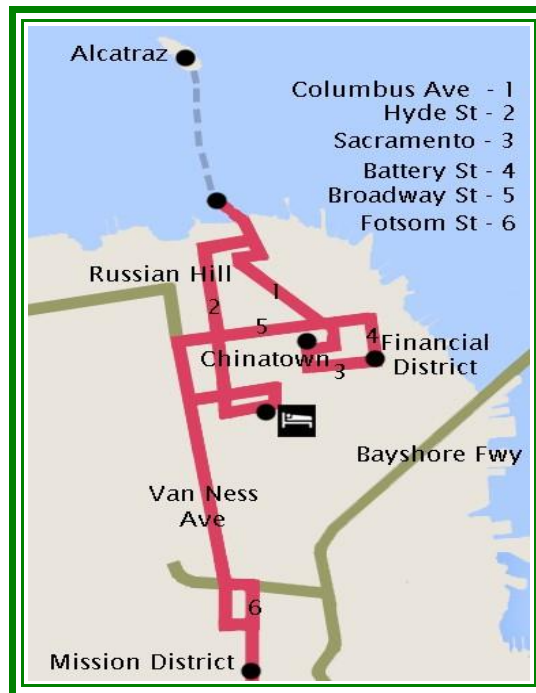 Alcatraz
Columbus Ave - 1
Hyde St - 2
Sacramento - 3
Battery St - 4
Broadway St - 5
Fotsom St - 6
Russian Hill
1
2
5
4
Chinatown
Financial
District
3
Bayshore Fwy
Van Ness
Ave
6
Mission District